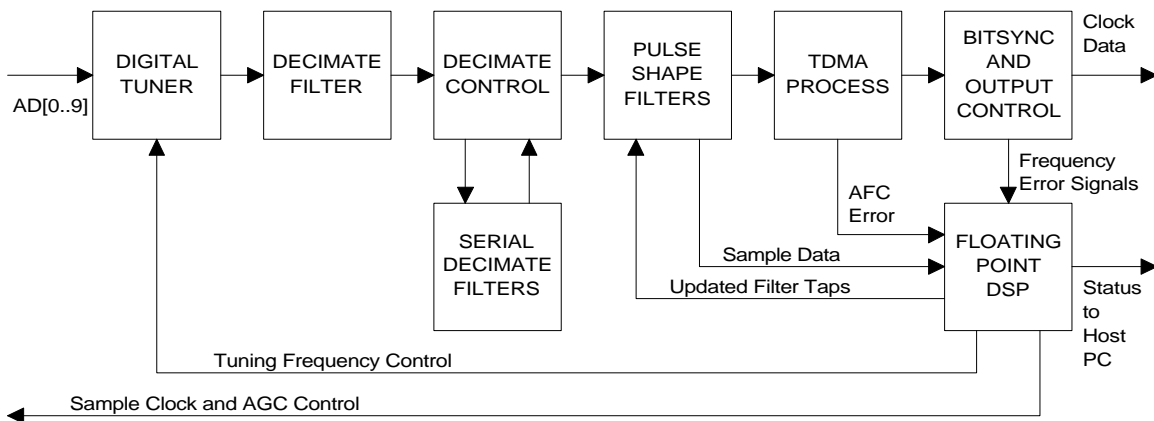 AD[0..9]
DIGITAL
TUNER
DECIMATE
FILTER
DECIMATE
CONTROL
PULSE
SHAPE
FILTERS
TDMA
PROCESS
BITSYNC
AND
OUTPUT
CONTROL
Clock
Data
SERIAL
DECIMATE
FILTERS
AFC
Error
Frequency
Error Signals
Sample Data
Updated Filter Taps
FLOATING
POINT
DSP
Status
to
Host
PC
Tuning Frequency Control
Sample Clock and AGC Control